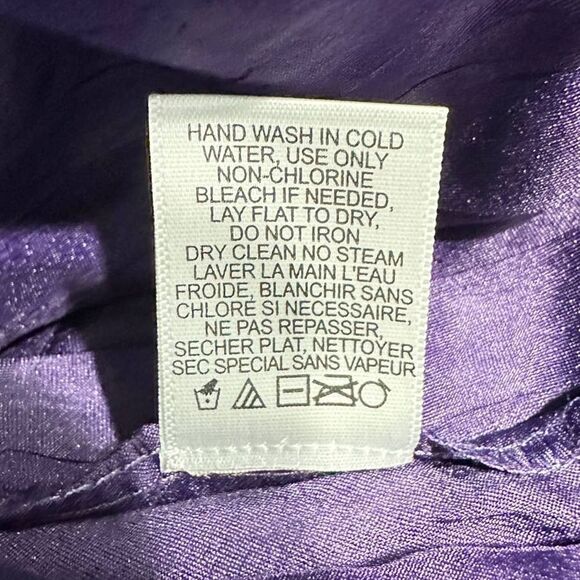 HAND WASH IN COLD
WATER, USE ONLY
NON-CHLORINE
BLEACH IF NEEDED,
LAY FLAT TO DRY,
DO NOT IRON
DRY CLEAN NO STEAM
LAVER LA MAIN L'EAU
FROIDE, BLANCHIR SANS
CHLORE SI NECESSAIRE,
NE PAS REPASSER,
SECHER PLAT, NETTOYER
SEC SPECIAL SANS VAPEUR